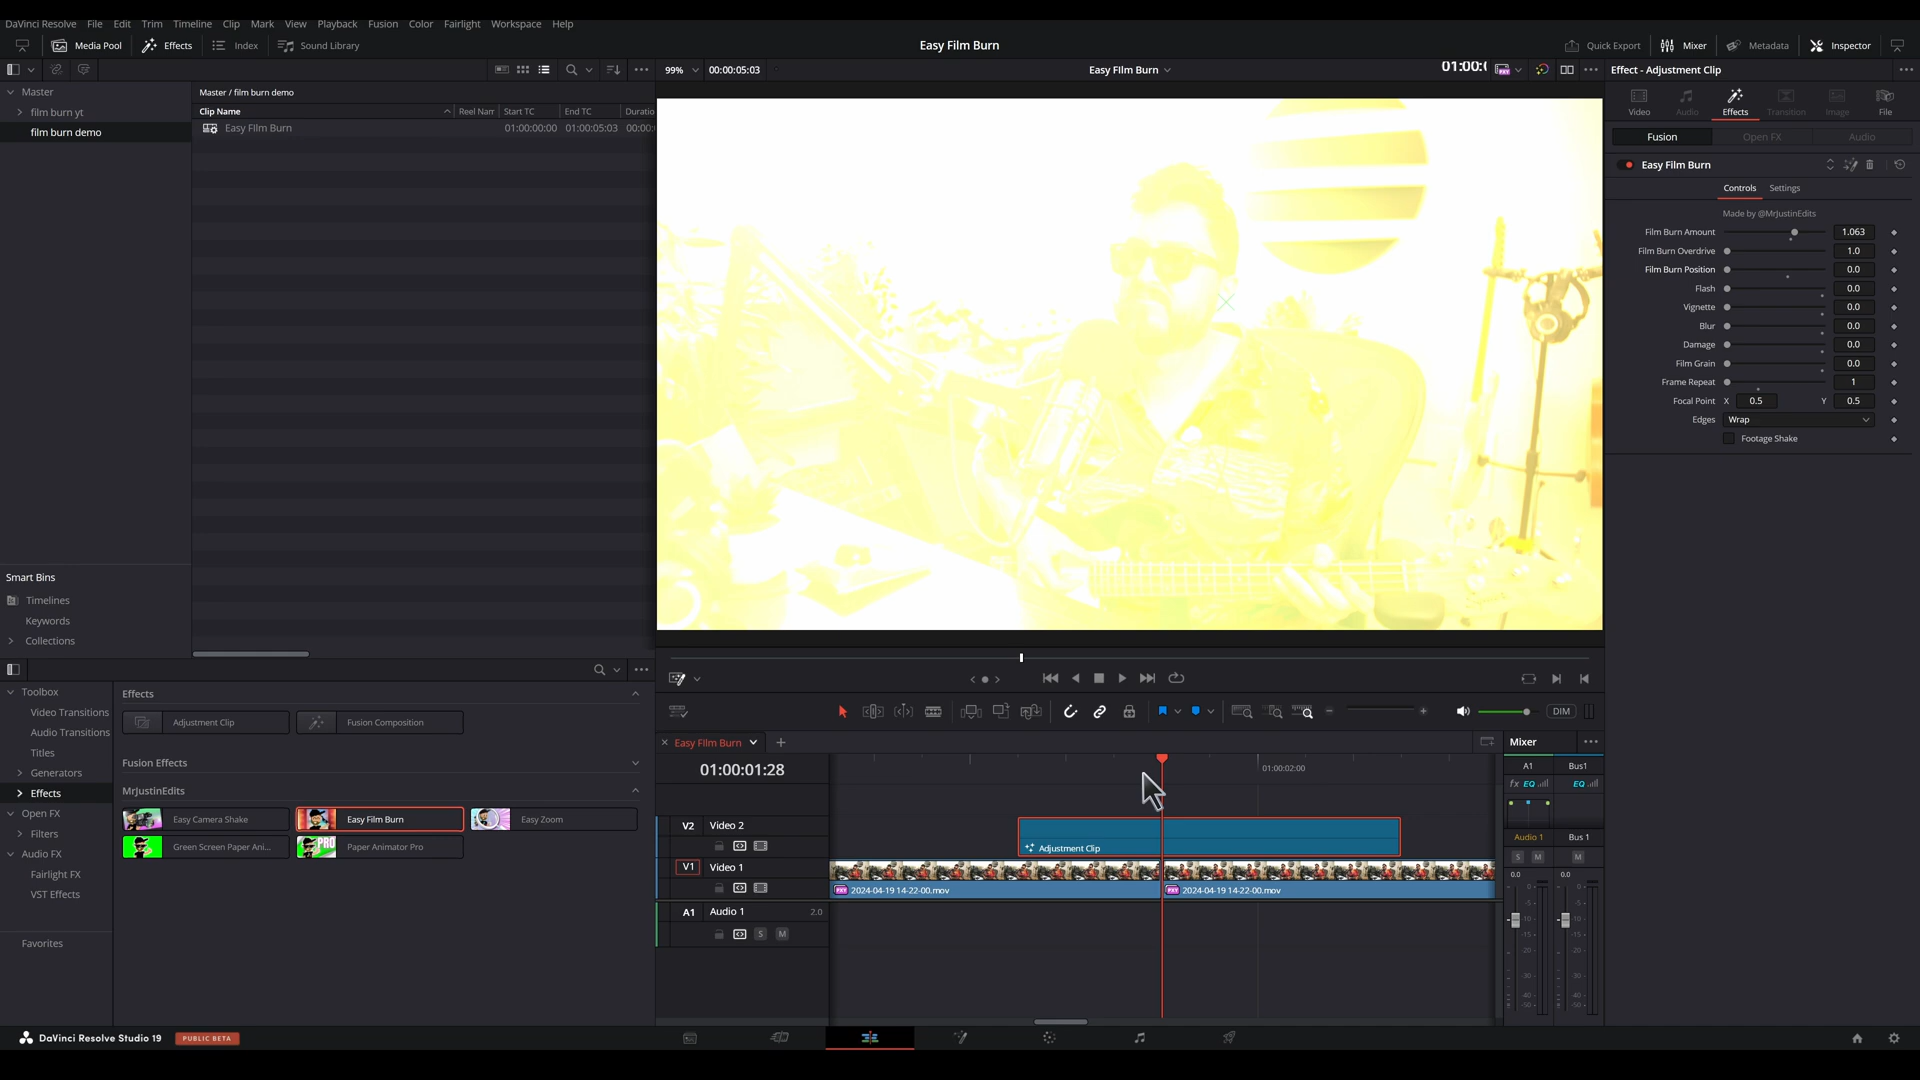 DaVinci Resolve File Edit Trim Timeline Clip Mark View Playback Fusion Color Fairlight Workspace Help
Media Pool Effects Index Sound Library Easy Film Burn Quick Export Mixer Metadata Inspector
99% 00:00:05:03 Easy Film Burn 01:00:( Effect - Adjustment Clip
Master
film burn yt
film burn demo
Master / film burn demo
Clip Name Reel Nam Start TC End TC Duratio
Easy Film Burn 01:00:00:00 01:00:05:03 00:00:
Smart Bins
Timelines
Keywords
Collections
Video Audio Effects Transition Image File
Fusion Open FX Audio
Easy Film Burn
Controls Settings
Made by @MrJustinEdits
Film Burn Amount 1.063
Film Burn Overdrive 1.0
Film Burn Position 0.0
Flash 0.0
Vignette 0.0
Blur 0.0
Damage 0.0
Film Grain 0.0
Frame Repeat 1
Focal Point X 0.5 Y 0.5
Edges Wrap
Footage Shake
Toolbox
Video Transitions
Audio Transitions
Titles
Generators
Effects
Open FX
Filters
Audio FX
Fairlight FX
VST Effects
Favorites
Effects
Adjustment Clip Fusion Composition
Fusion Effects
MrJustinEdits
Easy Camera Shake Easy Film Burn Easy Zoom
Green Screen Paper Ani... PRO Paper Animator Pro
DIM
Easy Film Burn
01:00:01:28 01:00:02:00
V2 Video 2
Adjustment Clip
V1 Video 1
2024-04-19 14-22-00.mov 2024-04-19 14-22-00.mov
A1 Audio 1 2.0
S M
Mixer
A1 Bus1
fx EQ EQ
Audio 1 Bus 1
S M M
0.0 0.0
DaVinci Resolve Studio 19 PUBLIC BETA